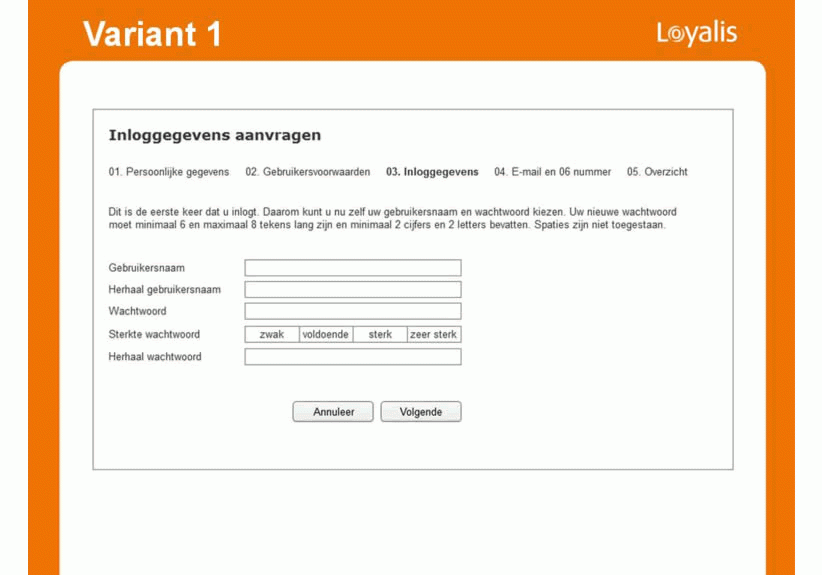 Variant 1
Loyalis
Inloggegevens aanvragen
01. Persoonlijke gegevens 02. Gebruikersvoorwaarden 03. Inloggegevens 04. E-mail en 06 nummer 05. Overzicht
Dit is de eerste keer dat u inlogt. Daarom kunt u nu zelf uw gebruikersnaam en wachtwoord kiezen. Uw nieuwe wachtwoord
moet minimaal 6 en maximaal 8 tekens lang zijn en minimaal 2 cijfers en 2 letters bevatten. Spaties zijn niet toegestaan.
Gebruikersnaam
Herhaal gebruikersnaam
Wachtwoord
Sterkte wachtwoord zwak voldoende sterk zeer sterk
Herhaal wachtwoord
Annuleer Volgende